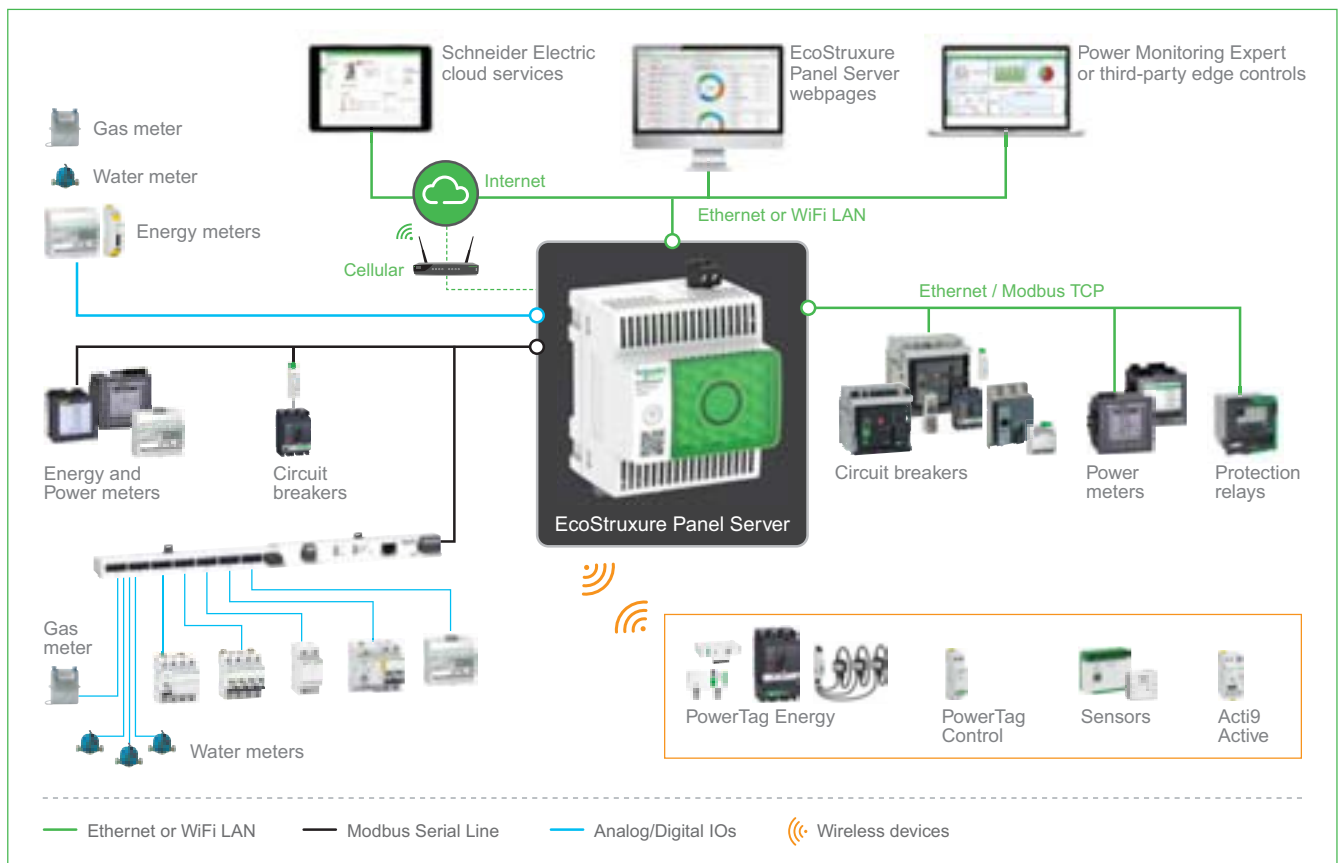 Schneider Electric
cloud services
EcoStruxure
Panel Server
webpages
Power Monitoring Expert
or third-party edge controls
Gas meter
Water meter
Energy meters
Internet
Ethernet or WiFi LAN
Cellular
Ethernet / Modbus TCP
Energy and
Power meters
Circuit
breakers
EcoStruxure Panel Server
Circuit breakers
Power
meters
Protection
relays
Gas
meter
Water meters
PowerTag Energy
PowerTag
Control
Sensors
Acti9
Active
Ethernet or WiFi LAN
Modbus Serial Line
Analog/Digital IOs
Wireless devices